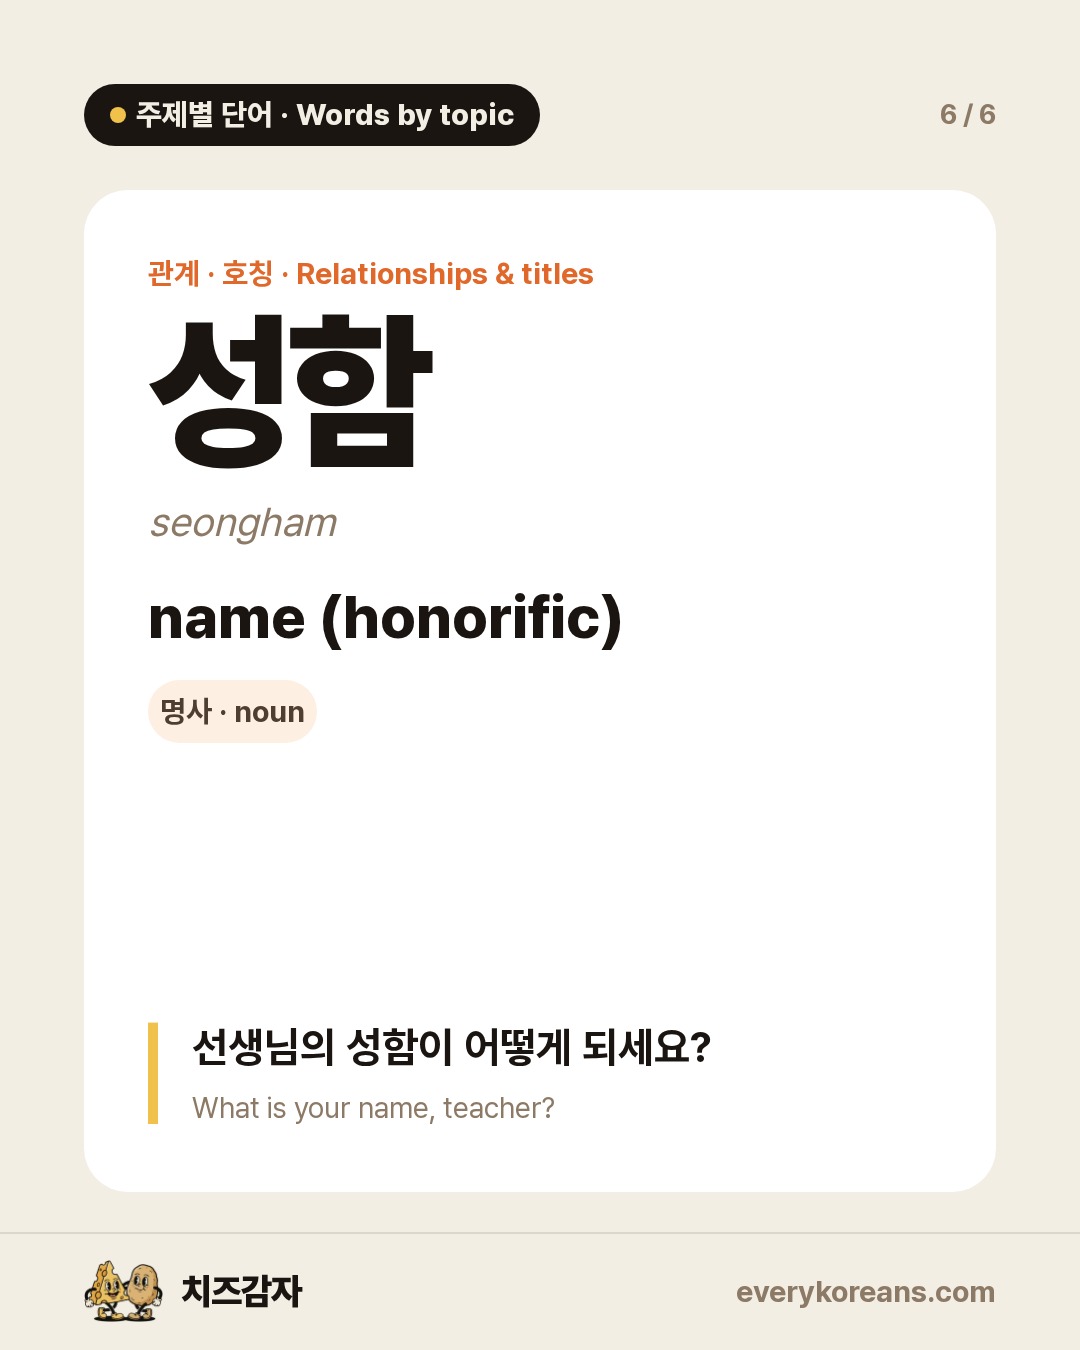 주제별 단어 · Words by topic
6 / 6
관계 · 호칭 · Relationships & titles
성함
seongham
name (honorific)
명사 · noun
선생님의 성함이 어떻게 되세요?
What is your name, teacher?
치즈감자
everykoreans.com